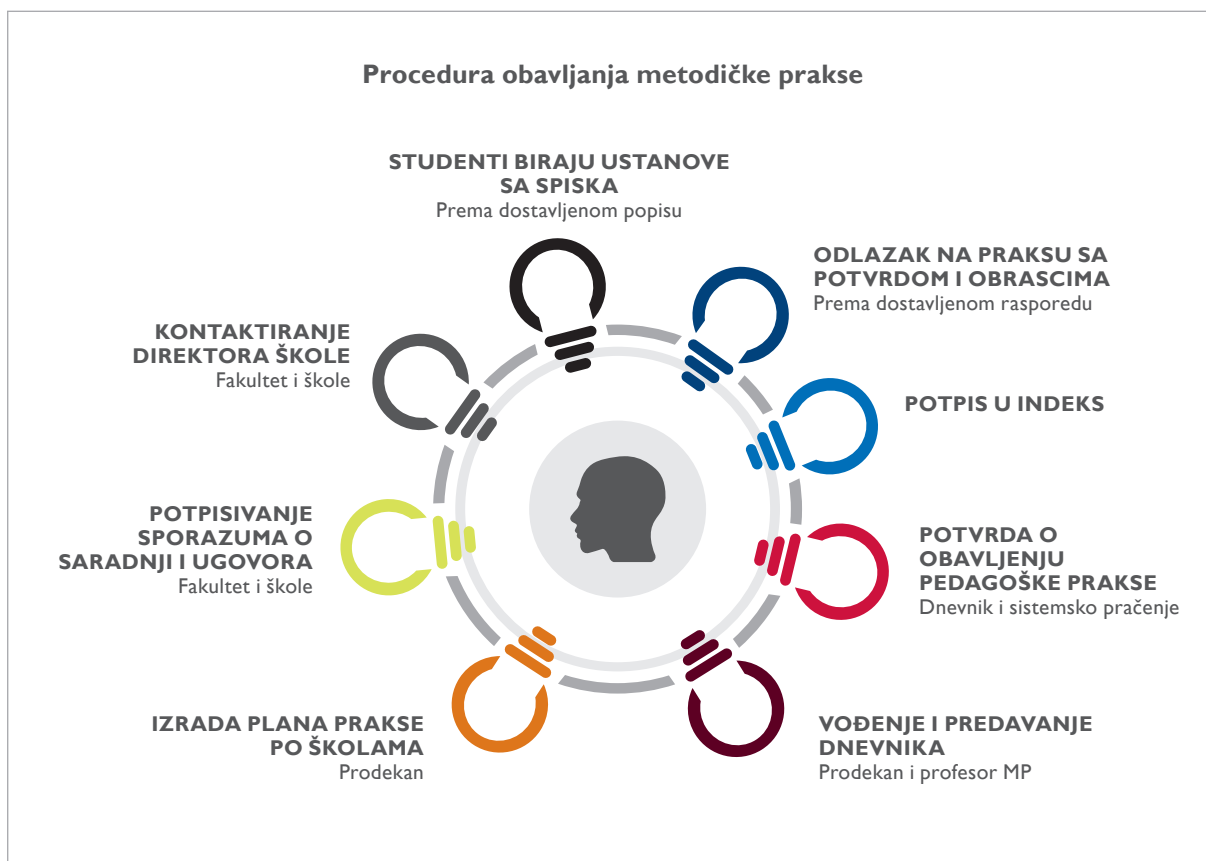 Procedura obavljanja metodičke prakse
STUDENTI BIRAJU USTANOVE
SA SPISKA
Prema dostavljenom popisu
ODLAZAK NA PRAKSU SA
POTVRDOM I OBRASCIMA
Prema dostavljenom rasporedu
KONTAKTIRANJE
DIREKTORA ŠKOLE
Fakultet i škole
POTPIS U INDEKS
POTPISIVANJE
SPORAZUMA O
SARADNJI I UGOVORA
Fakultet i škole
POTVRDA O
OBAVLJENJU
PEDAGOŠKE PRAKSE
Dnevnik i sistemsko pračenje
IZRADA PLANA PRAKSE
PO ŠKOLAMA
Prodekan
VOĐENJE I PREDAVANJE
DNEVNIKA
Prodekan i profesor MP